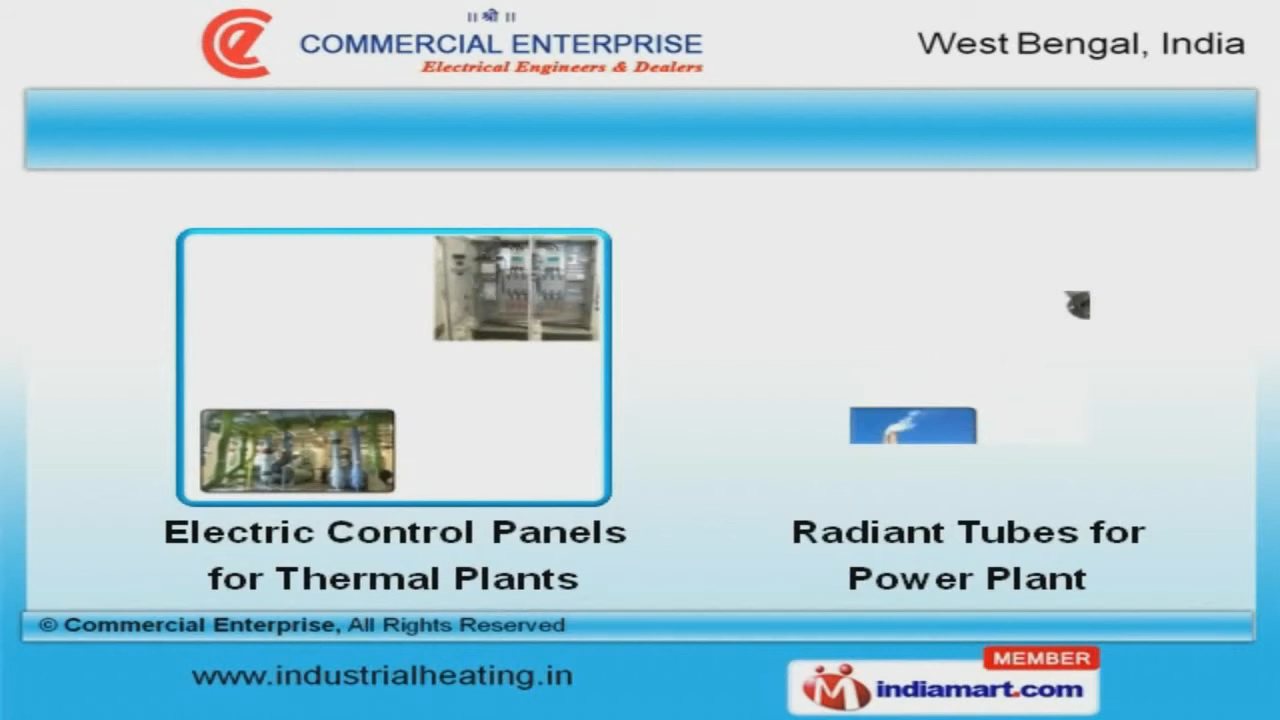 ॥ श्री ॥
COMMERCIAL ENTERPRISE
Electrical Engineers & Dealers
West Bengal, India
Electric Control Panels
for Thermal Plants
Radiant Tubes for
Power Plant
© Commercial Enterprise, All Rights Reserved
www.industrialheating.in
MEMBER
indiamart.com